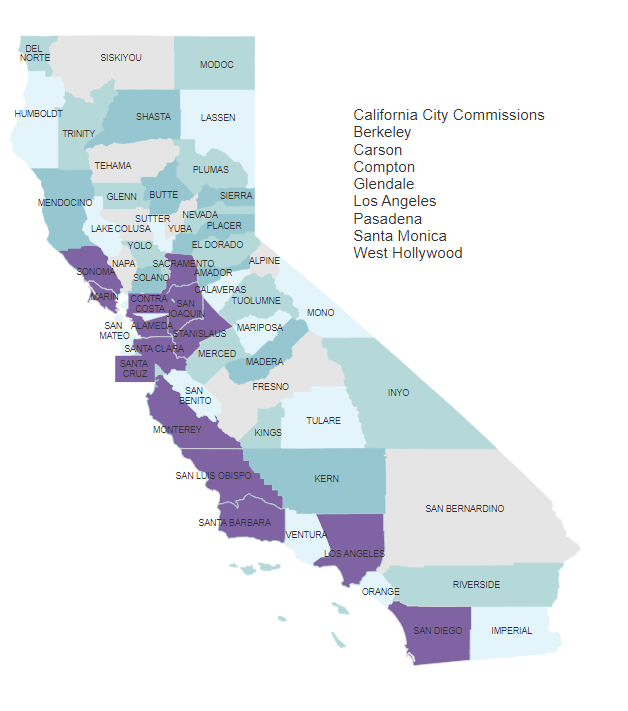 DEL
NORTE
SISKIYOU
MODOC
HUMBOLDT
TRINITY
SHASTA
LASSEN
California City Commissions
Berkeley
Carson
Compton
Glendale
Los Angeles
Pasadena
Santa Monica
West Hollywood
TEHAMA
PLUMAS
MENDOCINO
GLENN
BUTTE
SIERRA
LAKE
COLUSA
SUTTER
YUBA
NEVADA
PLACER
YOLO
EL DORADO
SONOMA
NAPA
SOLANO
SACRAMENTO
AMADOR
ALPINE
MARIN
CONTRA
COSTA
SAN
JOAQUIN
CALAVERAS
TUOLUMNE
MONO
SAN
MATEO
ALAMEDA
STANISLAUS
MARIPOSA
SANTA CLARA
MERCED
MADERA
SANTA
CRUZ
SAN
BENITO
FRESNO
INYO
MONTEREY
KINGS
TULARE
SAN LUIS OBISPO
KERN
SAN BERNARDINO
SANTA BARBARA
VENTURA
LOS ANGELES
ORANGE
RIVERSIDE
SAN DIEGO
IMPERIAL